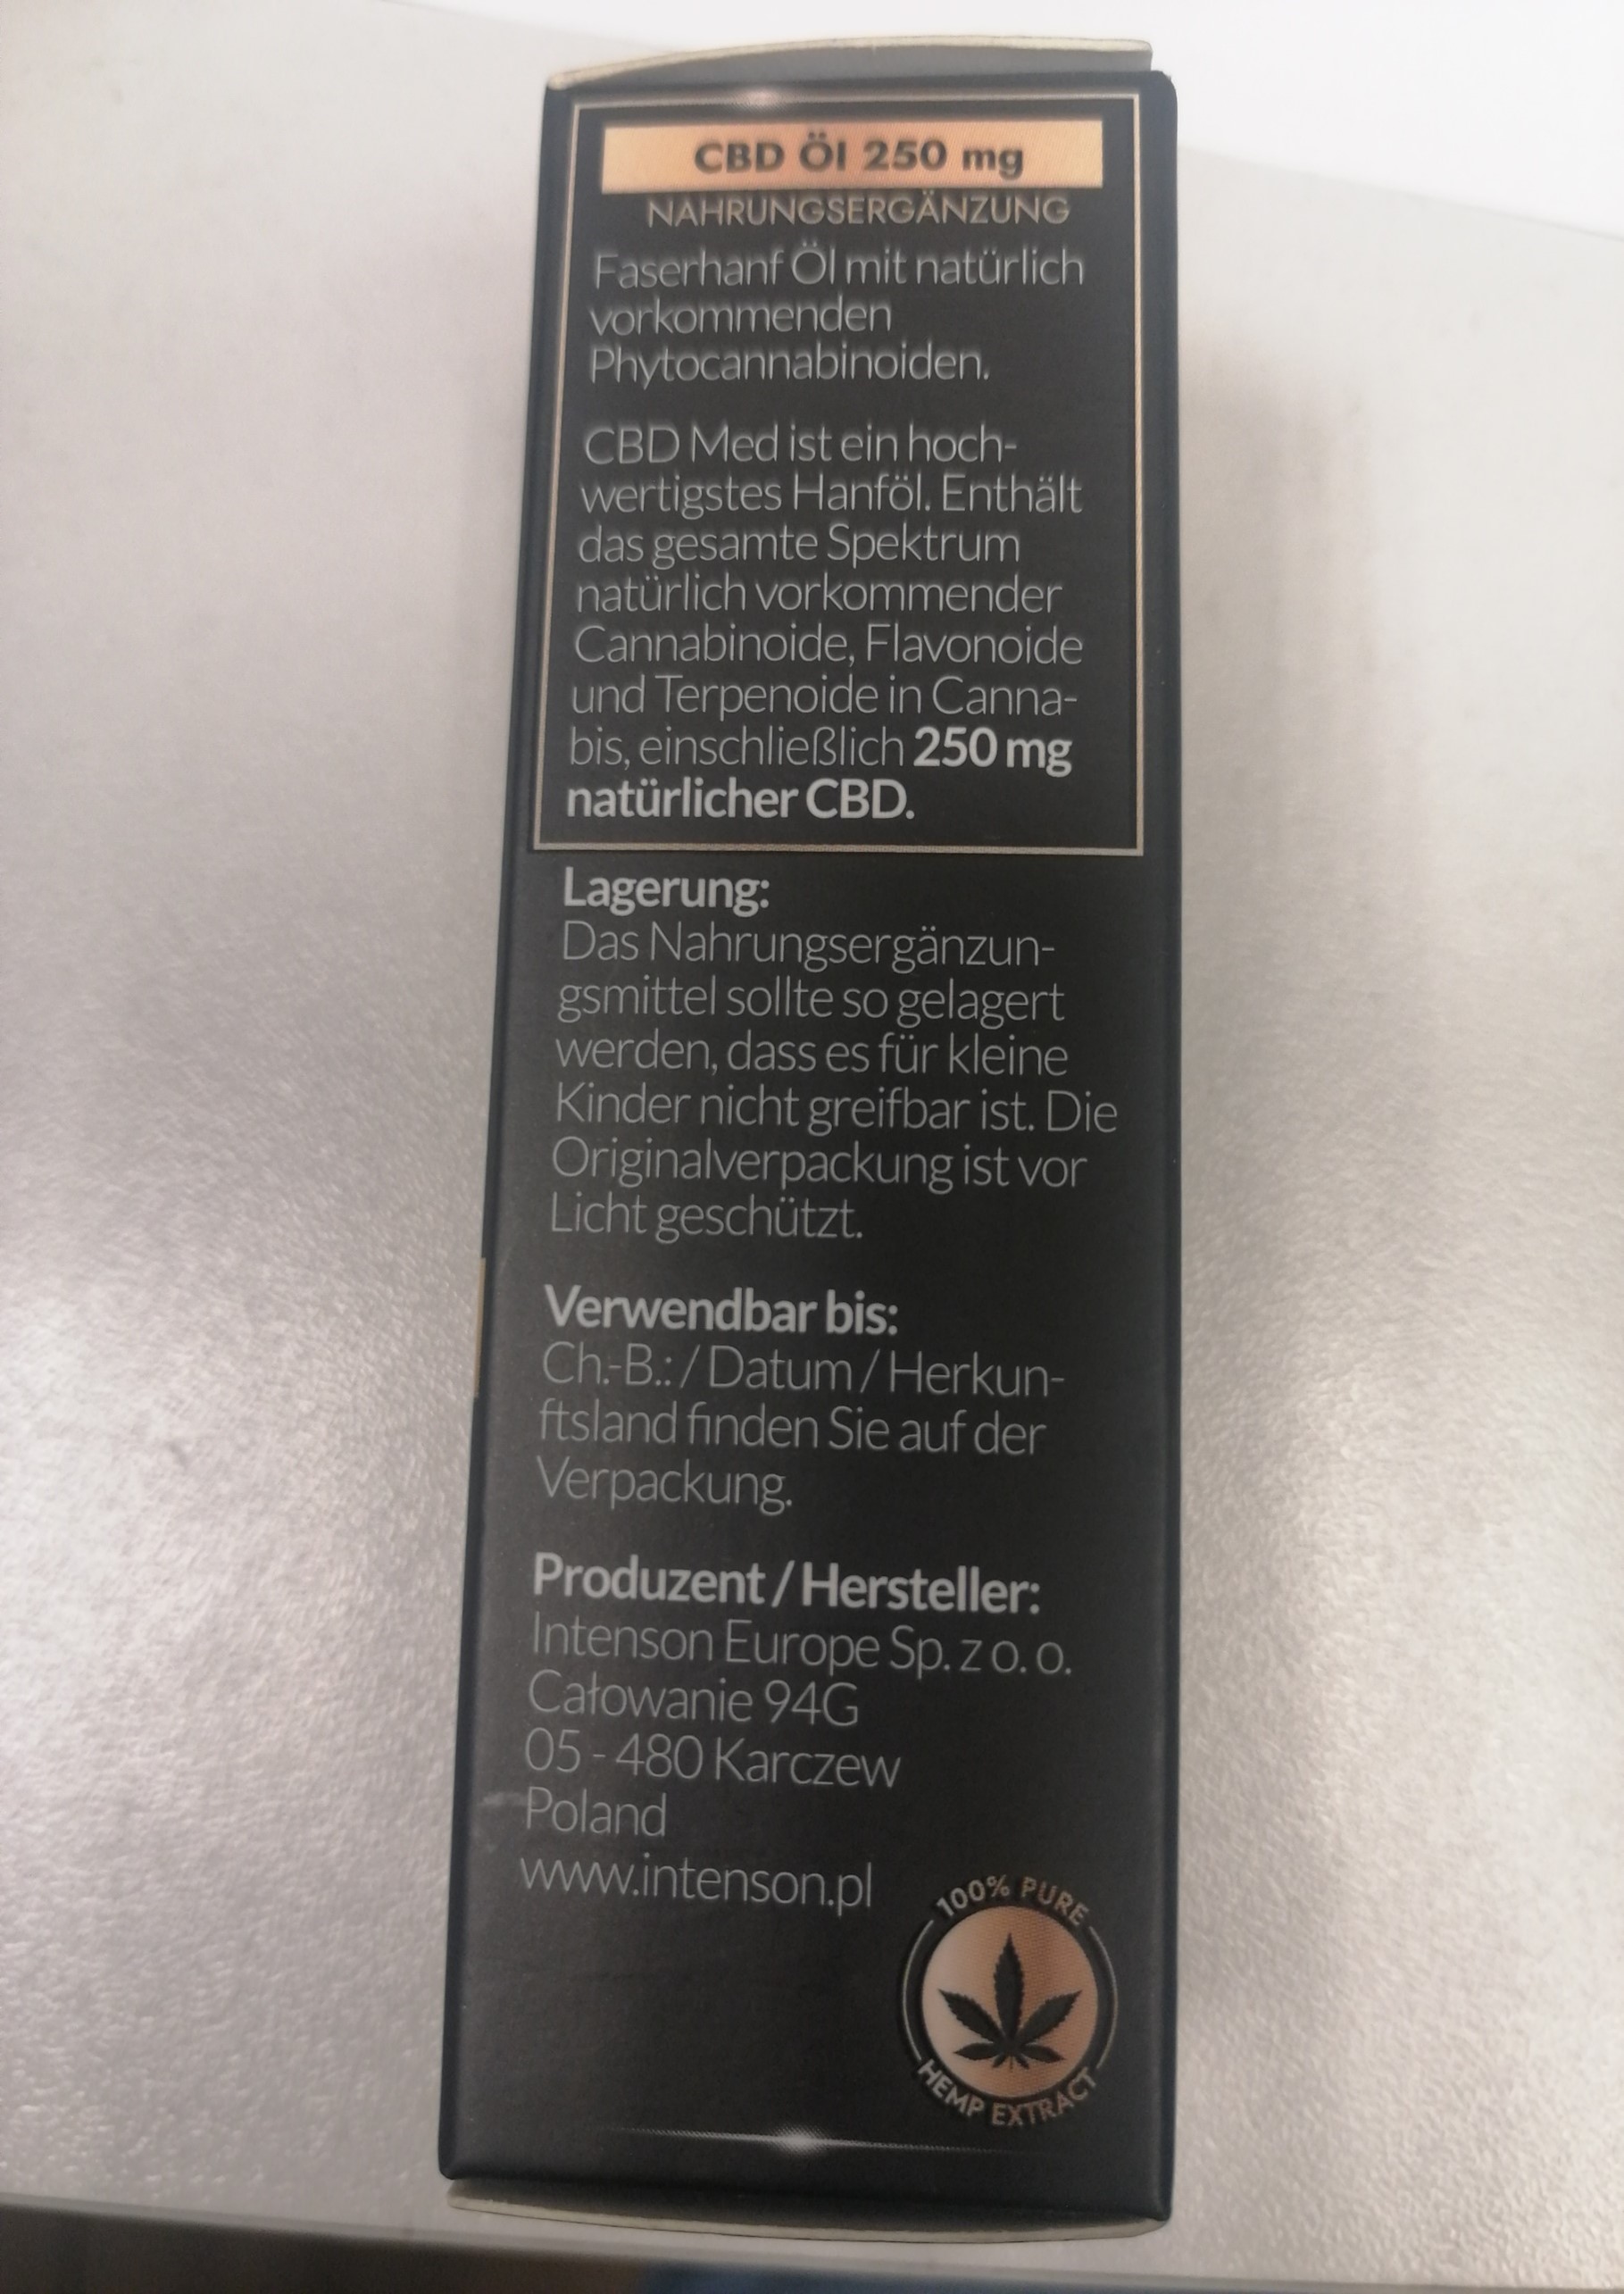 CBD Öl 250 mg
NAHRUNGSERGÄNZUNG
Faserhanf Öl mit natürlich
vorkommenden
Phytocannabinoiden.
CBD Med ist ein hoch-
wertigstes Hanföl. Enthält
das gesamte Spektrum
natürlich vorkommender
Cannabinoide, Flavonoide
und Terpenoide in Canna-
bis, einschließlich 250 mg
natürlicher CBD.
Lagerung:
Das Nahrungsergänzun-
gsmittel sollte so gelagert
werden, dass es für kleine
Kinder nicht greifbar ist. Die
Originalverpackung ist vor
Licht geschützt.
Verwendbar bis:
Ch.-B.: / Datum / Herkun-
ftsland finden Sie auf der
Verpackung.
Produzent / Hersteller:
Intenson Europe Sp. z o. o.
Całowanie 94G
05 - 480 Karczew
Poland
www.intenson.pl
100% PURE
HEMP EXTRACT